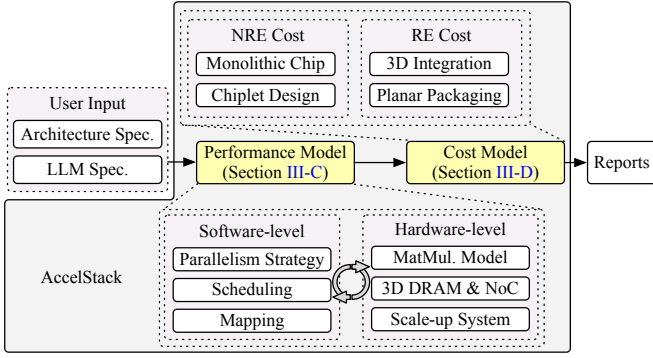 NRE Cost
Monolithic Chip
Chiplet Design
RE Cost
3D Integration
Planar Packaging
User Input
Architecture Spec.
LLM Spec.
Performance Model
(Section III-C)
Cost Model
(Section III-D)
Reports
AccelStack
Software-level
Parallelism Strategy
Scheduling
Mapping
Hardware-level
MatMul. Model
3D DRAM & NoC
Scale-up System